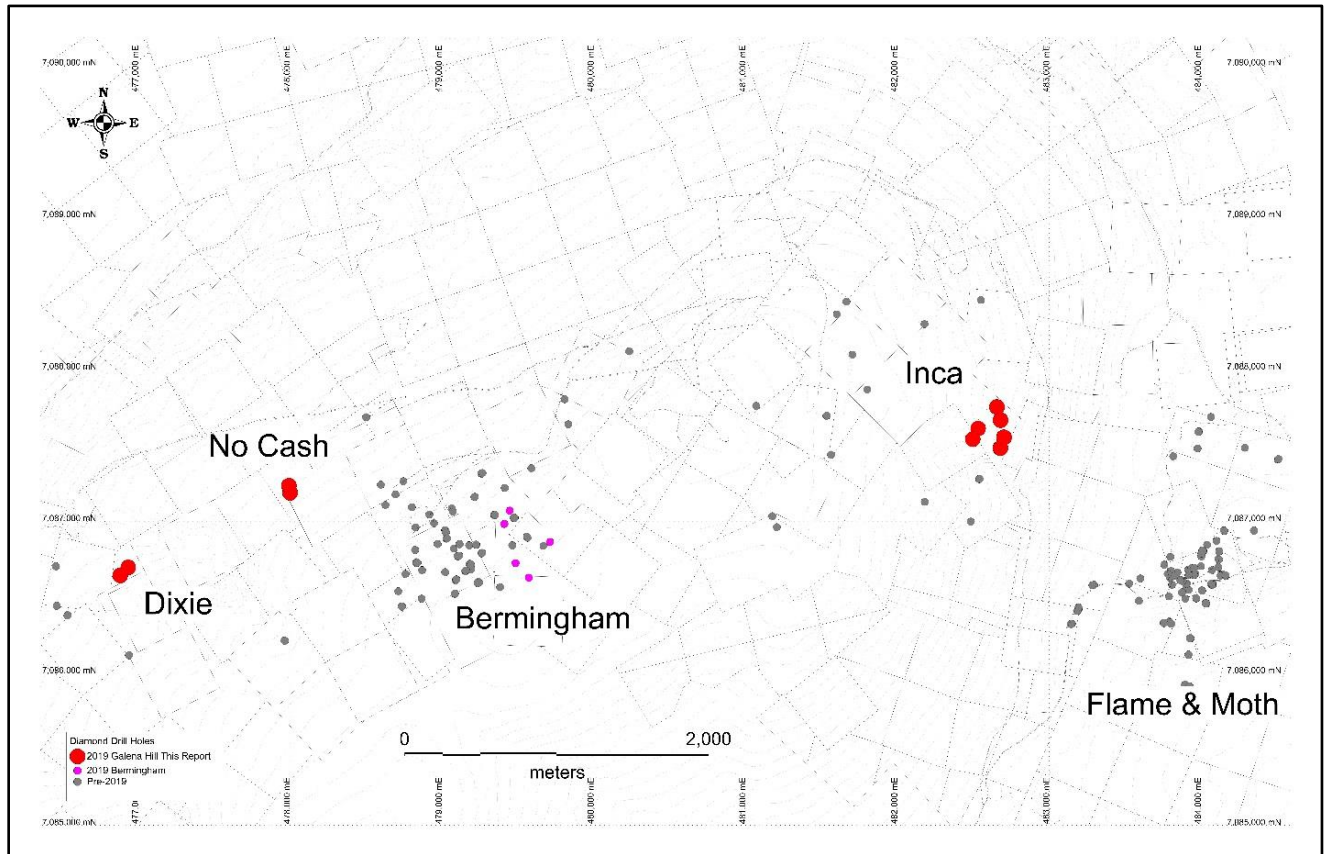 7,090,000 mN
477,000 mE
478,000 mE
479,000 mE
480,000 mE
481,000 mE
482,000 mE
483,000 mE
484,000 mE
7,090,000 mN
N
W E
S
7,089,000 mN
7,089,000 mN
7,088,000 mN
7,088,000 mN
Inca
No Cash
7,087,000 mN
7,087,000 mN
Dixie
Bermingham
7,086,000 mN
7,086,000 mN
Flame & Moth
0 2,000
meters
Diamond Drill Holes
2019 Galena Hill This Report
2019 Bermingham
Pre-2019
7,085,000 mN
477,0
478,000 mE
479,000 mE
480,000 mE
481,000 mE
482,000 mE
483,000 mE
484,000 mE
7,085,000 mN